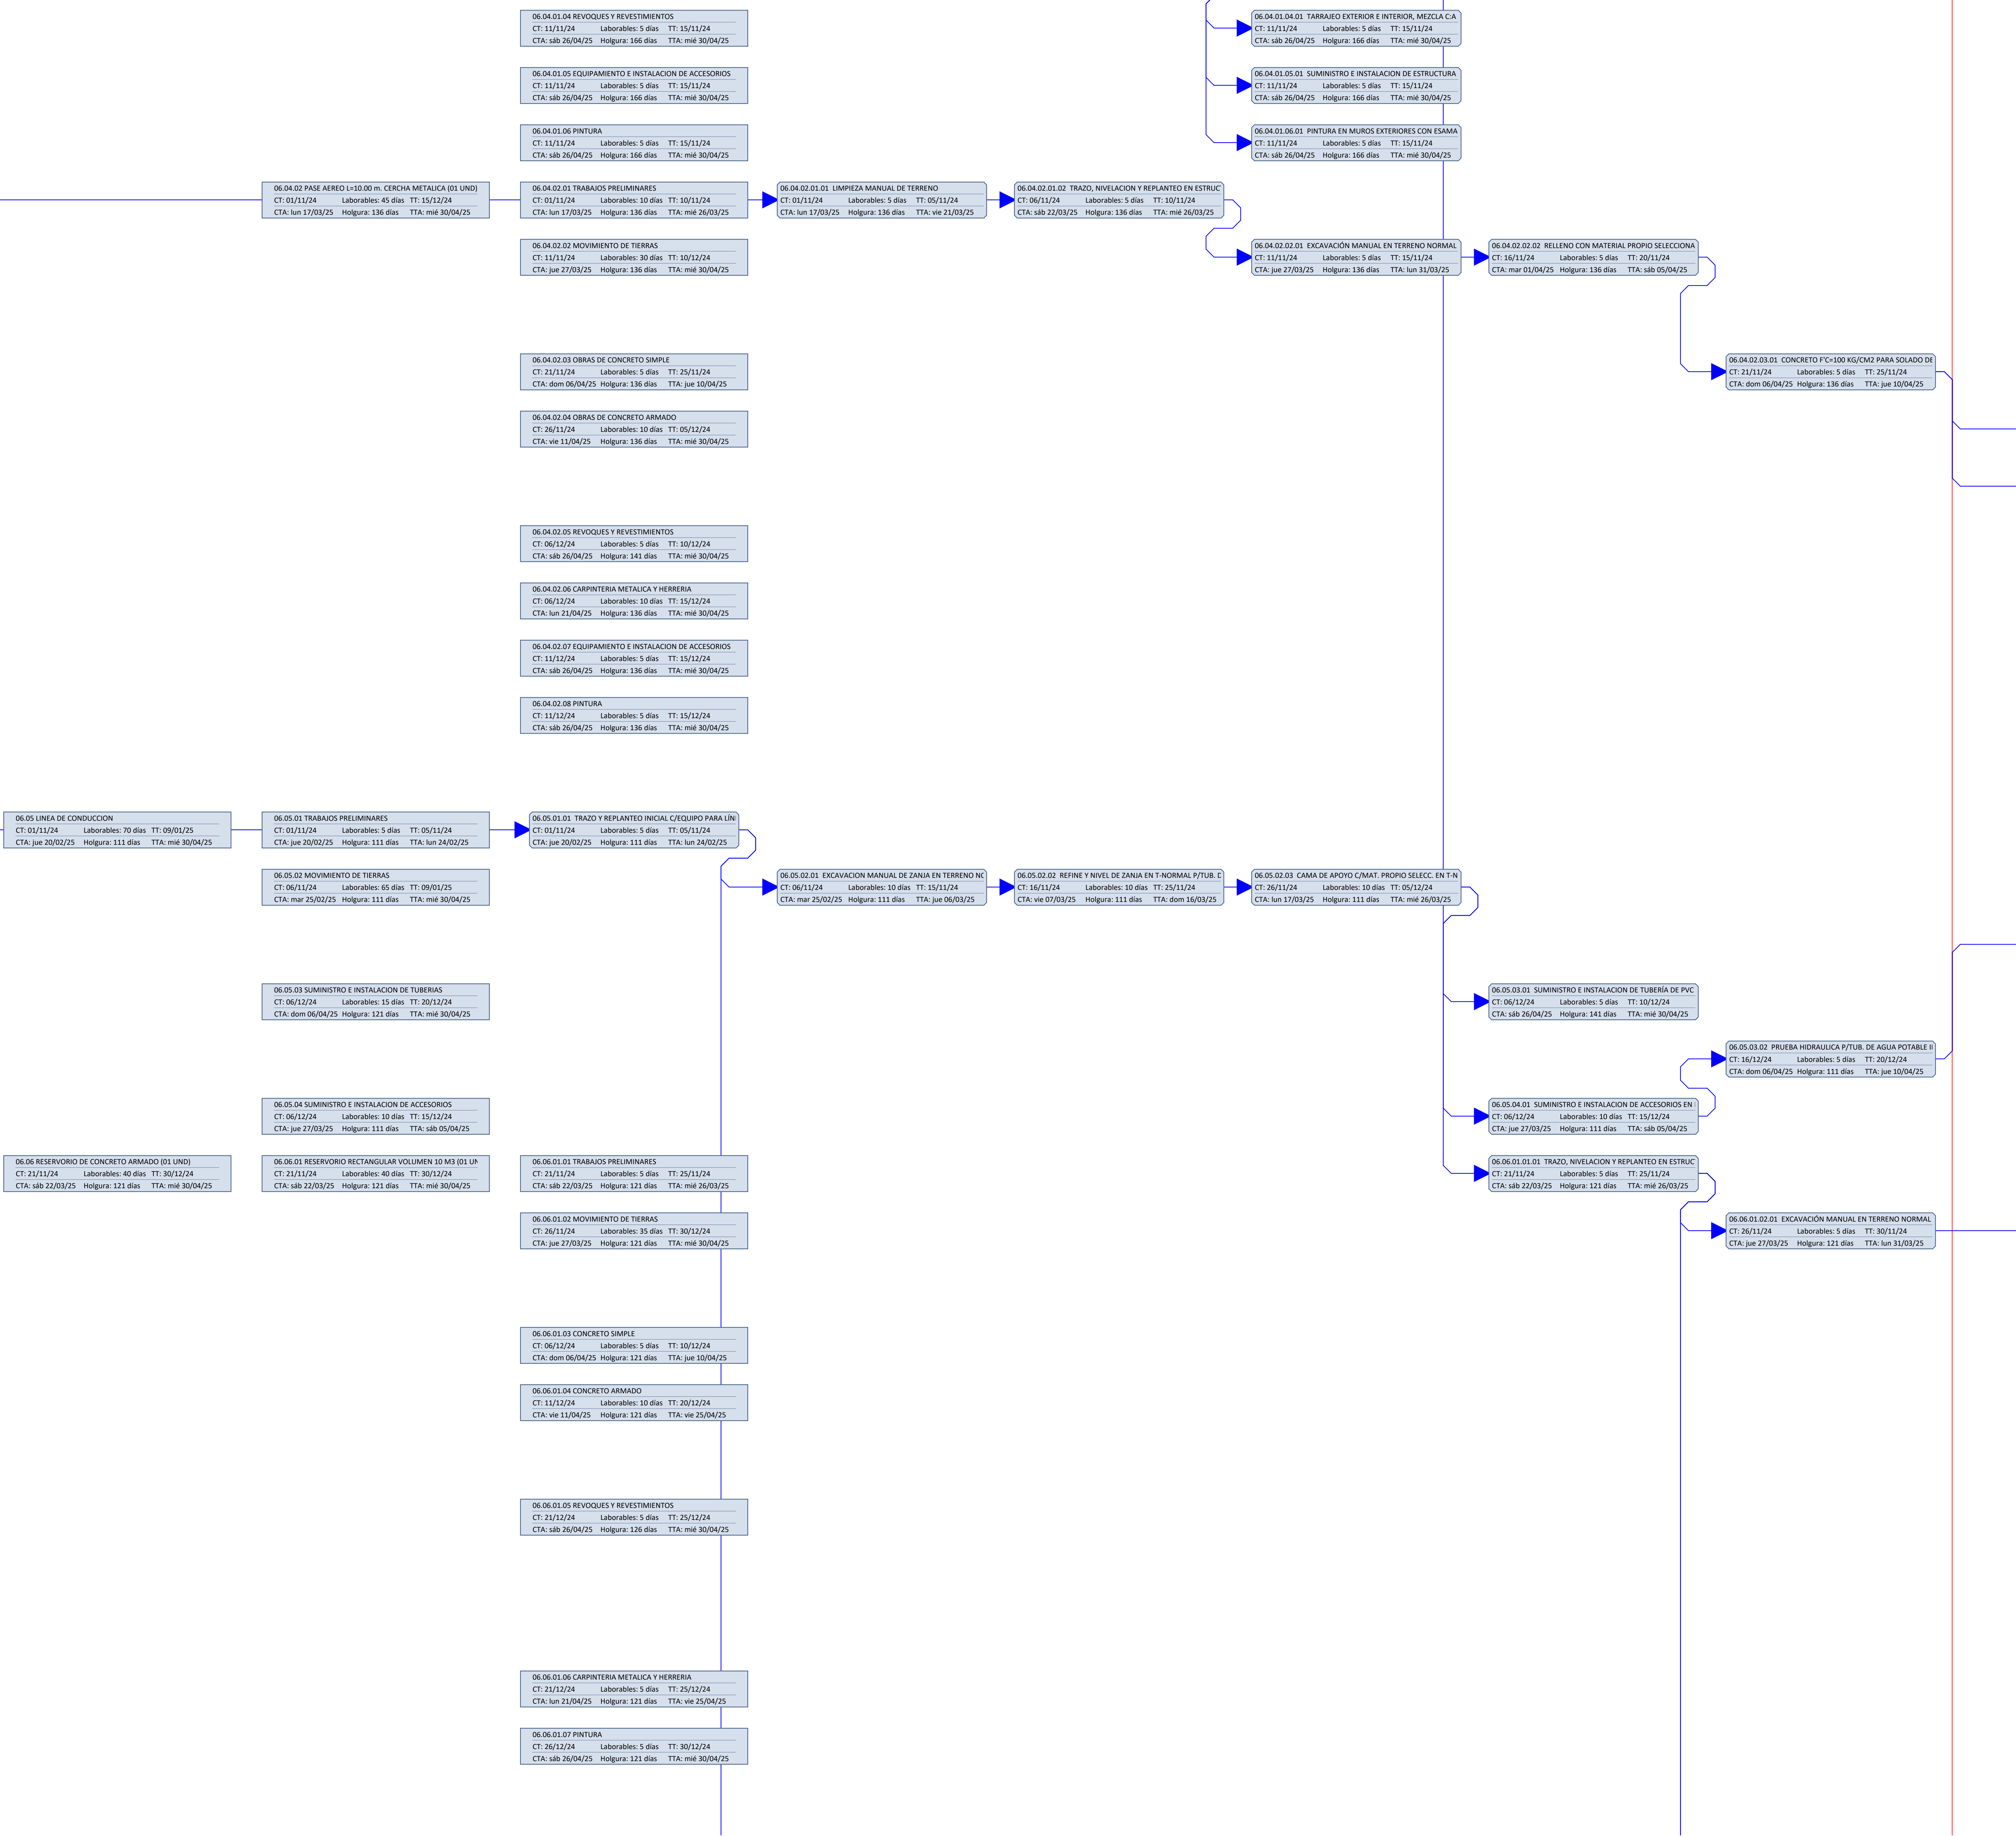 06.04.01.04 REVOQUES Y REVESTIMIENTOS
CT: 11/11/24 Laborables: 5 días TT: 15/11/24
CTA: sáb 26/04/25 Holgura: 166 días TTA: mié 30/04/25
06.04.01.04.01 TARRAJEO EXTERIOR E INTERIOR, MEZCLA C:A
CT: 11/11/24 Laborables: 5 días TT: 15/11/24
CTA: sáb 26/04/25 Holgura: 166 días TTA: mié 30/04/25
06.04.01.05 EQUIPAMIENTO E INSTALACION DE ACCESORIOS
CT: 11/11/24 Laborables: 5 días TT: 15/11/24
CTA: sáb 26/04/25 Holgura: 166 días TTA: mié 30/04/25
06.04.01.05.01 SUMINISTRO E INSTALACION DE ESTRUCTURA
CT: 11/11/24 Laborables: 5 días TT: 15/11/24
CTA: sáb 26/04/25 Holgura: 166 días TTA: mié 30/04/25
06.04.01.06 PINTURA
CT: 11/11/24 Laborables: 5 días TT: 15/11/24
CTA: sáb 26/04/25 Holgura: 166 días TTA: mié 30/04/25
06.04.01.06.01 PINTURA EN MUROS EXTERIORES CON ESAMA
CT: 11/11/24 Laborables: 5 días TT: 15/11/24
CTA: sáb 26/04/25 Holgura: 166 días TTA: mié 30/04/25
06.04.02 PASE AEREO L=10.00 m. CERCHA METALICA (01 UND)
CT: 01/11/24 Laborables: 45 días TT: 15/12/24
CTA: lun 17/03/25 Holgura: 136 días TTA: mié 30/04/25
06.04.02.01 TRABAJOS PRELIMINARES
CT: 01/11/24 Laborables: 10 días TT: 10/11/24
CTA: lun 17/03/25 Holgura: 136 días TTA: mié 26/03/25
06.04.02.01.01 LIMPIEZA MANUAL DE TERRENO
CT: 01/11/24 Laborables: 5 días TT: 05/11/24
CTA: lun 17/03/25 Holgura: 136 días TTA: vie 21/03/25
06.04.02.01.02 TRAZO, NIVELACION Y REPLANTEO EN ESTRUC
CT: 06/11/24 Laborables: 5 días TT: 10/11/24
CTA: sáb 22/03/25 Holgura: 136 días TTA: mié 26/03/25
06.04.02.02 MOVIMIENTO DE TIERRAS
CT: 11/11/24 Laborables: 30 días TT: 10/12/24
CTA: jue 27/03/25 Holgura: 136 días TTA: mié 30/04/25
06.04.02.02.01 EXCAVACIÓN MANUAL EN TERRENO NORMAL
CT: 11/11/24 Laborables: 5 días TT: 15/11/24
CTA: jue 27/03/25 Holgura: 136 días TTA: lun 31/03/25
06.04.02.02.02 RELLENO CON MATERIAL PROPIO SELECCIONA
CT: 16/11/24 Laborables: 5 días TT: 20/11/24
CTA: mar 01/04/25 Holgura: 136 días TTA: sáb 05/04/25
06.04.02.03 OBRAS DE CONCRETO SIMPLE
CT: 21/11/24 Laborables: 5 días TT: 25/11/24
CTA: dom 06/04/25 Holgura: 136 días TTA: jue 10/04/25
06.04.02.03.01 CONCRETO F'C=100 KG/CM2 PARA SOLADO DE
CT: 21/11/24 Laborables: 5 días TT: 25/11/24
CTA: dom 06/04/25 Holgura: 136 días TTA: jue 10/04/25
06.04.02.04 OBRAS DE CONCRETO ARMADO
CT: 26/11/24 Laborables: 10 días TT: 05/12/24
CTA: vie 11/04/25 Holgura: 136 días TTA: mié 30/04/25
06.04.02.05 REVOQUES Y REVESTIMIENTOS
CT: 06/12/24 Laborables: 5 días TT: 10/12/24
CTA: sáb 26/04/25 Holgura: 141 días TTA: mié 30/04/25
06.04.02.06 CARPINTERIA METALICA Y HERRERIA
CT: 06/12/24 Laborables: 10 días TT: 15/12/24
CTA: lun 21/04/25 Holgura: 136 días TTA: mié 30/04/25
06.04.02.07 EQUIPAMIENTO E INSTALACION DE ACCESORIOS
CT: 11/12/24 Laborables: 5 días TT: 15/12/24
CTA: sáb 26/04/25 Holgura: 136 días TTA: mié 30/04/25
06.04.02.08 PINTURA
CT: 11/12/24 Laborables: 5 días TT: 15/12/24
CTA: sáb 26/04/25 Holgura: 136 días TTA: mié 30/04/25
06.05 LINEA DE CONDUCCION
CT: 01/11/24 Laborables: 70 días TT: 09/01/25
CTA: jue 20/02/25 Holgura: 111 días TTA: mié 30/04/25
06.05.01 TRABAJOS PRELIMINARES
CT: 01/11/24 Laborables: 5 días TT: 05/11/24
CTA: jue 20/02/25 Holgura: 111 días TTA: lun 24/02/25
06.05.01.01 TRAZO Y REPLANTEO INICIAL C/EQUIPO PARA LÍN
CT: 01/11/24 Laborables: 5 días TT: 05/11/24
CTA: jue 20/02/25 Holgura: 111 días TTA: lun 24/02/25
06.05.02 MOVIMIENTO DE TIERRAS
CT: 06/11/24 Laborables: 65 días TT: 09/01/25
CTA: mar 25/02/25 Holgura: 111 días TTA: mié 30/04/25
06.05.02.01 EXCAVACION MANUAL DE ZANJA EN TERRENO NO
CT: 06/11/24 Laborables: 10 días TT: 15/11/24
CTA: mar 25/02/25 Holgura: 111 días TTA: jue 06/03/25
06.05.02.02 REFINE Y NIVEL DE ZANJA EN T-NORMAL P/TUB. D
CT: 16/11/24 Laborables: 10 días TT: 25/11/24
CTA: vie 07/03/25 Holgura: 111 días TTA: dom 16/03/25
06.05.02.03 CAMA DE APOYO C/MAT. PROPIO SELECC. EN T-N
CT: 26/11/24 Laborables: 10 días TT: 05/12/24
CTA: lun 17/03/25 Holgura: 111 días TTA: mié 26/03/25
06.05.03 SUMINISTRO E INSTALACION DE TUBERIAS
CT: 06/12/24 Laborables: 15 días TT: 20/12/24
CTA: dom 06/04/25 Holgura: 121 días TTA: mié 30/04/25
06.05.03.01 SUMINISTRO E INSTALACION DE TUBERÍA DE PVC
CT: 06/12/24 Laborables: 5 días TT: 10/12/24
CTA: sáb 26/04/25 Holgura: 141 días TTA: mié 30/04/25
06.05.03.02 PRUEBA HIDRAULICA P/TUB. DE AGUA POTABLE II
CT: 16/12/24 Laborables: 5 días TT: 20/12/24
CTA: dom 06/04/25 Holgura: 111 días TTA: jue 10/04/25
06.05.04 SUMINISTRO E INSTALACION DE ACCESORIOS
CT: 06/12/24 Laborables: 10 días TT: 15/12/24
CTA: jue 27/03/25 Holgura: 111 días TTA: sáb 05/04/25
06.05.04.01 SUMINISTRO E INSTALACION DE ACCESORIOS EN
CT: 06/12/24 Laborables: 10 días TT: 15/12/24
CTA: jue 27/03/25 Holgura: 111 días TTA: sáb 05/04/25
06.06 RESERVORIO DE CONCRETO ARMADO (01 UND)
CT: 21/11/24 Laborables: 40 días TT: 30/12/24
CTA: sáb 22/03/25 Holgura: 121 días TTA: mié 30/04/25
06.06.01 RESERVORIO RECTANGULAR VOLUMEN 10 M3 (01 UN
CT: 21/11/24 Laborables: 40 días TT: 30/12/24
CTA: sáb 22/03/25 Holgura: 121 días TTA: mié 30/04/25
06.06.01.01 TRABAJOS PRELIMINARES
CT: 21/11/24 Laborables: 5 días TT: 25/11/24
CTA: sáb 22/03/25 Holgura: 121 días TTA: mié 26/03/25
06.06.01.01.01 TRAZO, NIVELACION Y REPLANTEO EN ESTRUC
CT: 21/11/24 Laborables: 5 días TT: 25/11/24
CTA: sáb 22/03/25 Holgura: 121 días TTA: mié 26/03/25
06.06.01.02 MOVIMIENTO DE TIERRAS
CT: 26/11/24 Laborables: 35 días TT: 30/12/24
CTA: jue 27/03/25 Holgura: 121 días TTA: mié 30/04/25
06.06.01.02.01 EXCAVACIÓN MANUAL EN TERRENO NORMAL
CT: 26/11/24 Laborables: 5 días TT: 30/11/24
CTA: jue 27/03/25 Holgura: 121 días TTA: lun 31/03/25
06.06.01.03 CONCRETO SIMPLE
CT: 06/12/24 Laborables: 5 días TT: 10/12/24
CTA: dom 06/04/25 Holgura: 121 días TTA: jue 10/04/25
06.06.01.04 CONCRETO ARMADO
CT: 11/12/24 Laborables: 10 días TT: 20/12/24
CTA: vie 11/04/25 Holgura: 121 días TTA: vie 25/04/25
06.06.01.05 REVOQUES Y REVESTIMIENTOS
CT: 21/12/24 Laborables: 5 días TT: 25/12/24
CTA: sáb 26/04/25 Holgura: 126 días TTA: mié 30/04/25
06.06.01.06 CARPINTERIA METALICA Y HERRERIA
CT: 21/12/24 Laborables: 5 días TT: 25/12/24
CTA: lun 21/04/25 Holgura: 121 días TTA: vie 25/04/25
06.06.01.07 PINTURA
CT: 26/12/24 Laborables: 5 días TT: 30/12/24
CTA: sáb 26/04/25 Holgura: 121 días TTA: mié 30/04/25